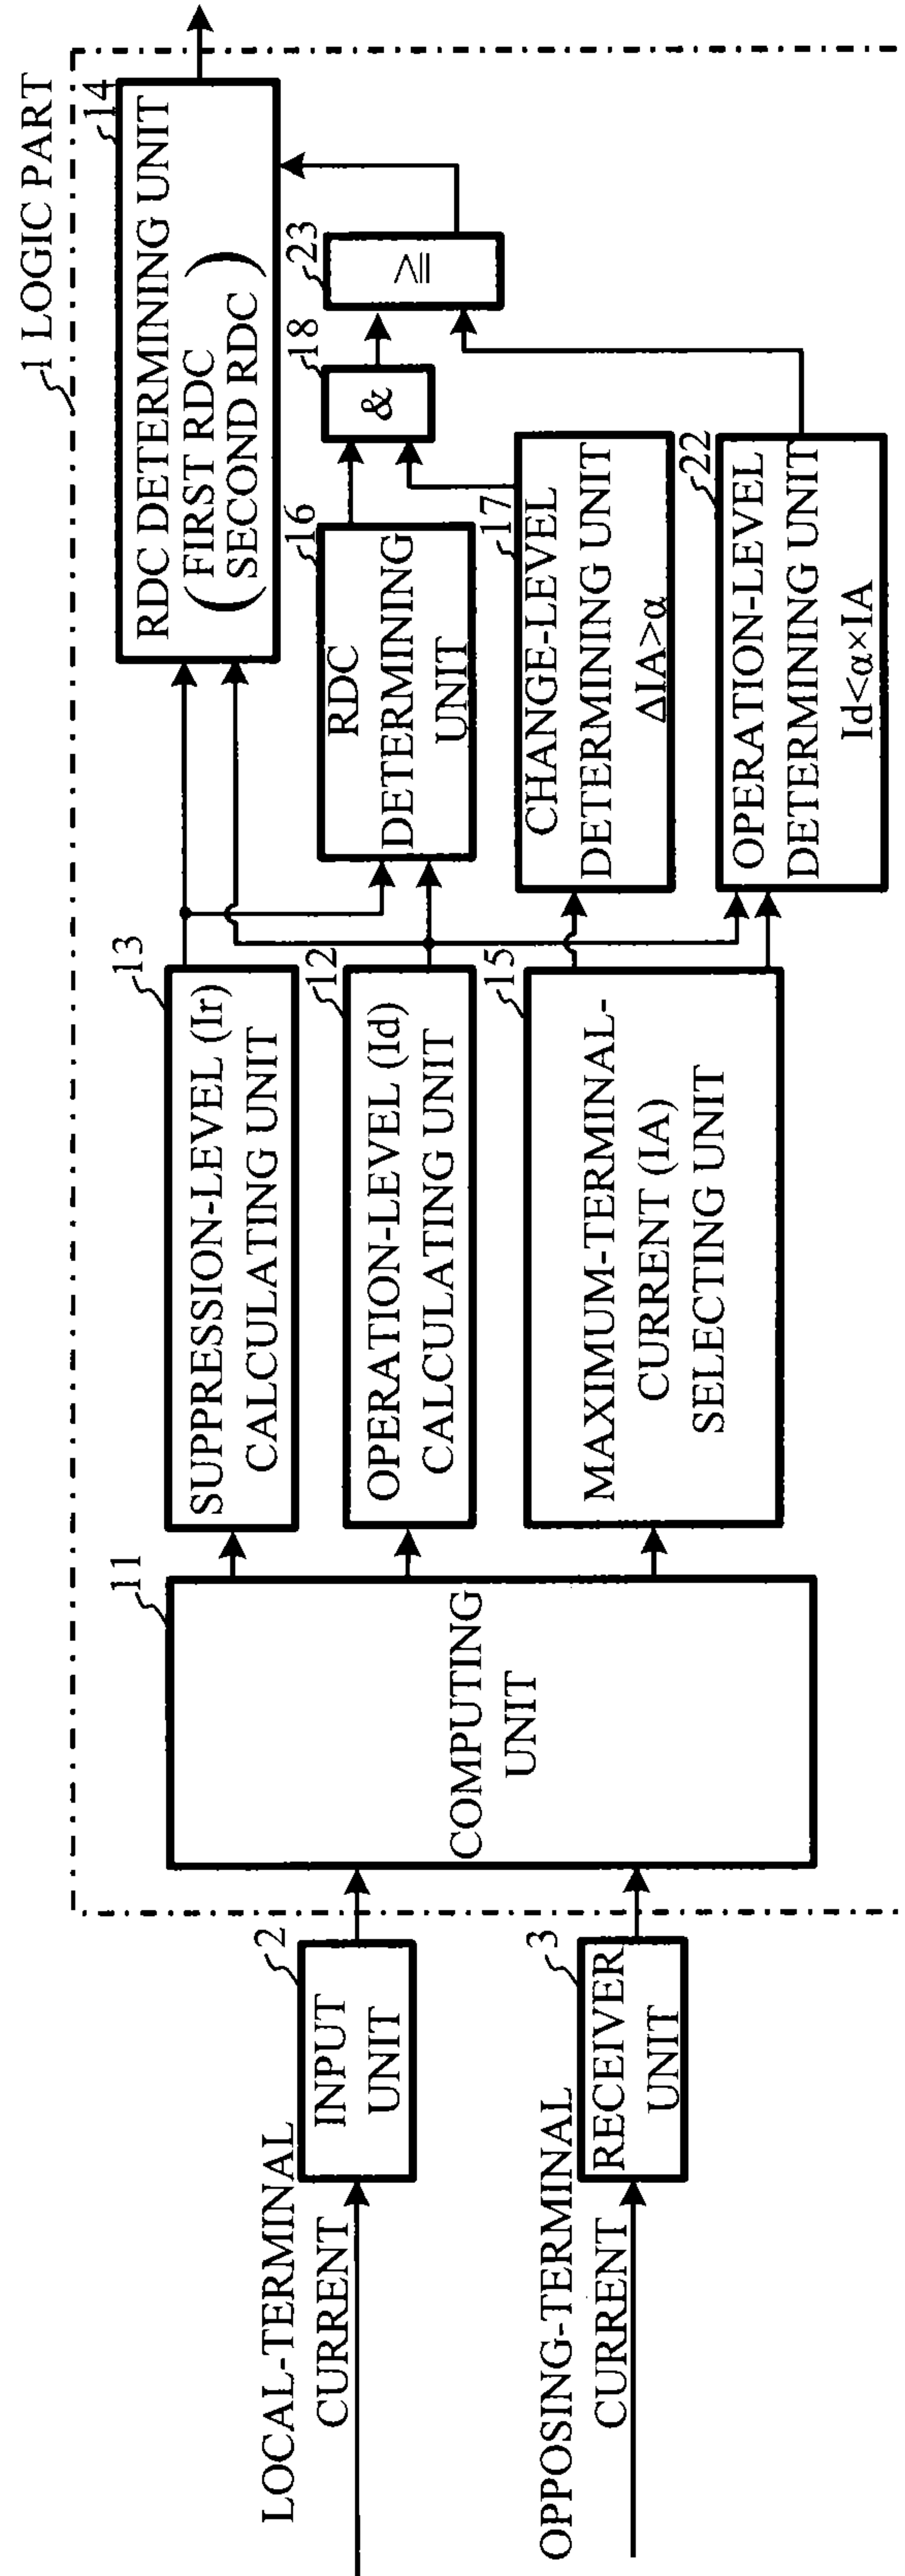 1 LOGIC PART
LOCAL-TERMINAL
CURRENT
2
INPUT
UNIT
OPPOSING-TERMINAL
CURRENT
3
RECEIVER
UNIT
11
COMPUTING
UNIT
13
SUPPRESSION-LEVEL (Ir)
CALCULATING UNIT
12
OPERATION-LEVEL (Id)
CALCULATING UNIT
15
MAXIMUM-TERMINAL-
CURRENT (IA)
SELECTING UNIT
14
RDC DETERMINING UNIT
(FIRST RDC
SECOND RDC)
16
RDC
DETERMINING
UNIT
17
CHANGE-LEVEL
DETERMINING UNIT
ΔIA>α
22
OPERATION-LEVEL
DETERMINING UNIT
Id<α×IA
18
&
23
≧